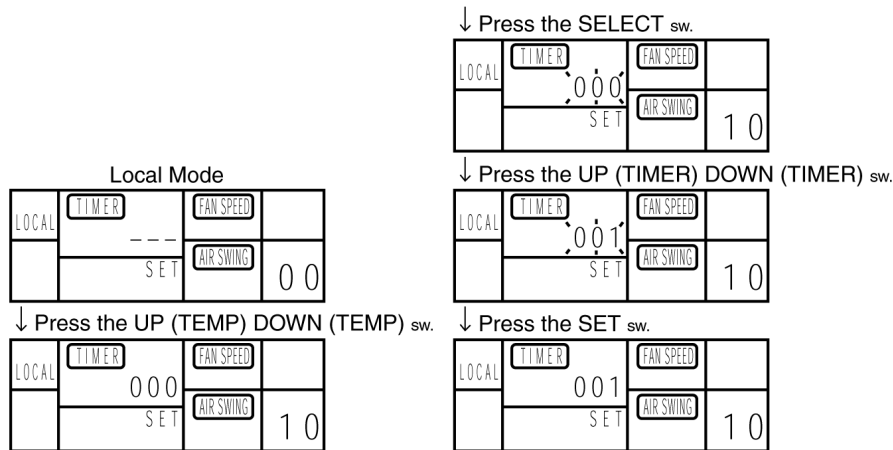 Local Mode
TIMER FAN SPEED
LOCAL
- - -
SET AIR SWING
00
↓ Press the UP (TEMP) DOWN (TEMP) sw.
TIMER FAN SPEED
LOCAL
000
SET AIR SWING
10
↓ Press the SELECT sw.
TIMER FAN SPEED
LOCAL
000
SET AIR SWING
10
↓ Press the UP (TIMER) DOWN (TIMER) sw.
TIMER FAN SPEED
LOCAL
001
SET AIR SWING
10
↓ Press the SET sw.
TIMER FAN SPEED
LOCAL
001
SET AIR SWING
10